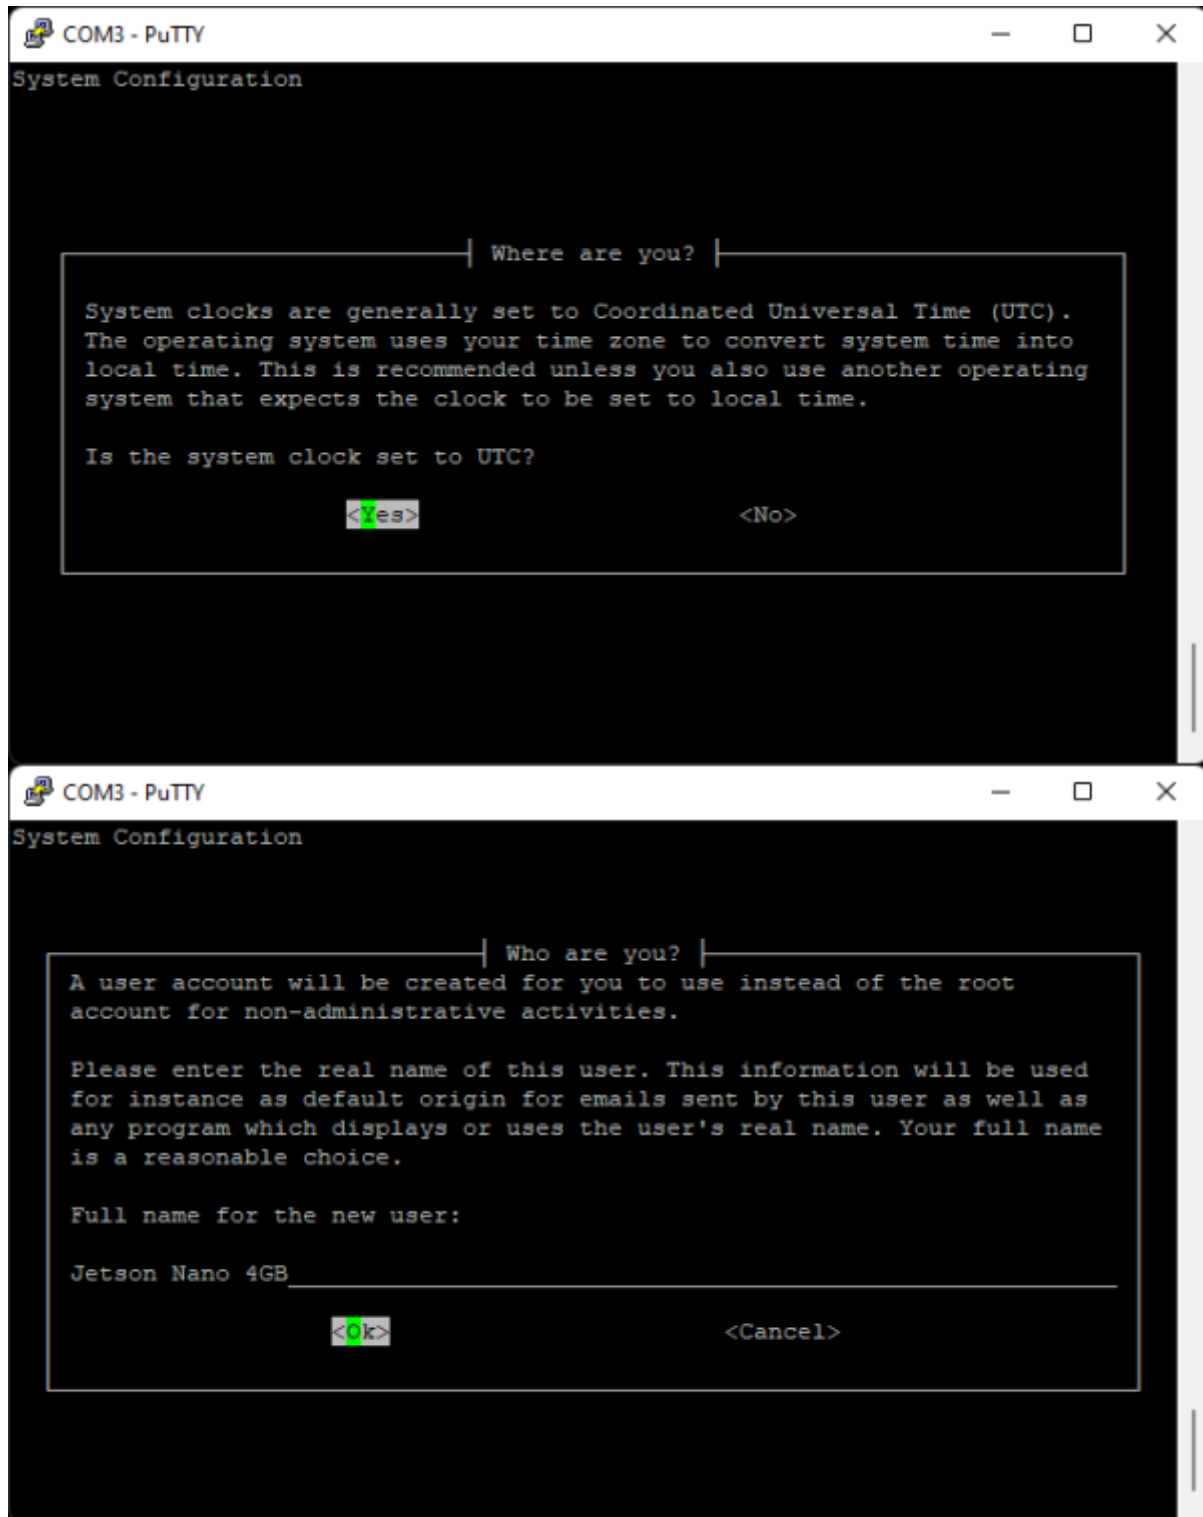 COM3 - PuTTY
System Configuration
Where are you?
System clocks are generally set to Coordinated Universal Time (UTC).
The operating system uses your time zone to convert system time into
local time. This is recommended unless you also use another operating
system that expects the clock to be set to local time.
Is the system clock set to UTC?
<Yes> <No>
COM3 - PuTTY
System Configuration
Who are you?
A user account will be created for you to use instead of the root
account for non-administrative activities.
Please enter the real name of this user. This information will be used
for instance as default origin for emails sent by this user as well as
any program which displays or uses the user's real name. Your full name
is a reasonable choice.
Full name for the new user:
Jetson Nano 4GB
<Ok> <Cancel>